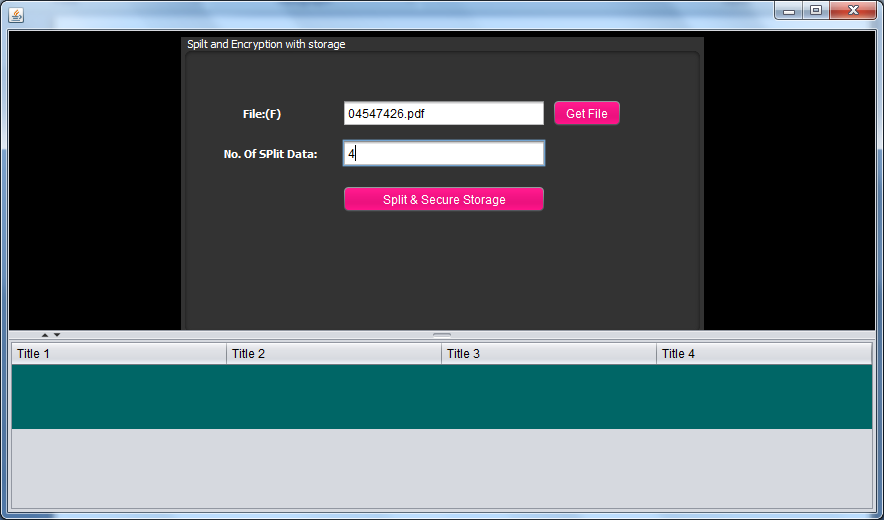 Spilt and Encryption with storage
File:(F) 04547426.pdf Get File
No. Of SPlit Data: 4
Split & Secure Storage
Title 1 Title 2 Title 3 Title 4